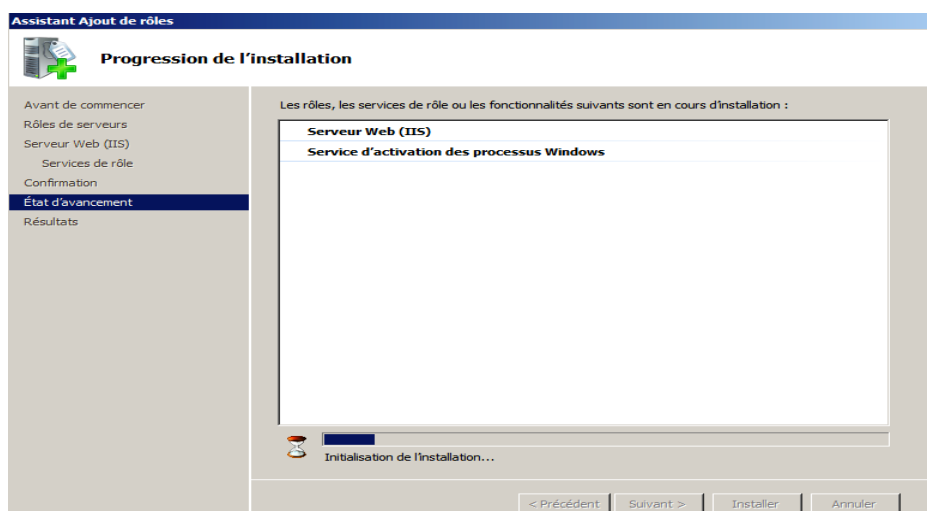 Assistant Ajout de rôles
Progression de l'installation
Avant de commencer
Rôles de serveurs
Serveur Web (IIS)
Services de rôle
Confirmation
État d'avancement
Résultats
Les rôles, les services de rôle ou les fonctionnalités suivants sont en cours d'installation :
Serveur Web (IIS)
Service d'activation des processus Windows
Initialisation de l'installation...
< Précédent
Suivant >
Installer
Annuler